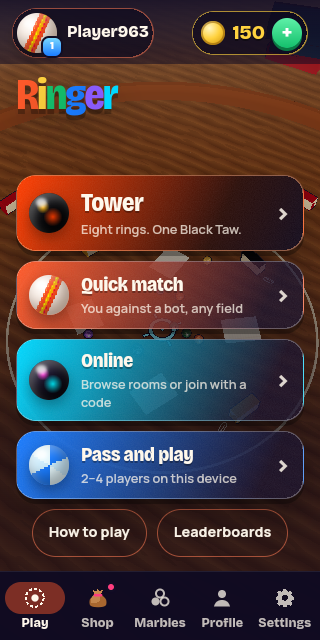 Player963
1
150
+
Ringer
Tower
Eight rings. One Black Taw.
Quick match
You against a bot, any field
Online
Browse rooms or join with a
code
Pass and play
2–4 players on this device
How to play
Leaderboards
Play
Shop
Marbles
Profile
Settings